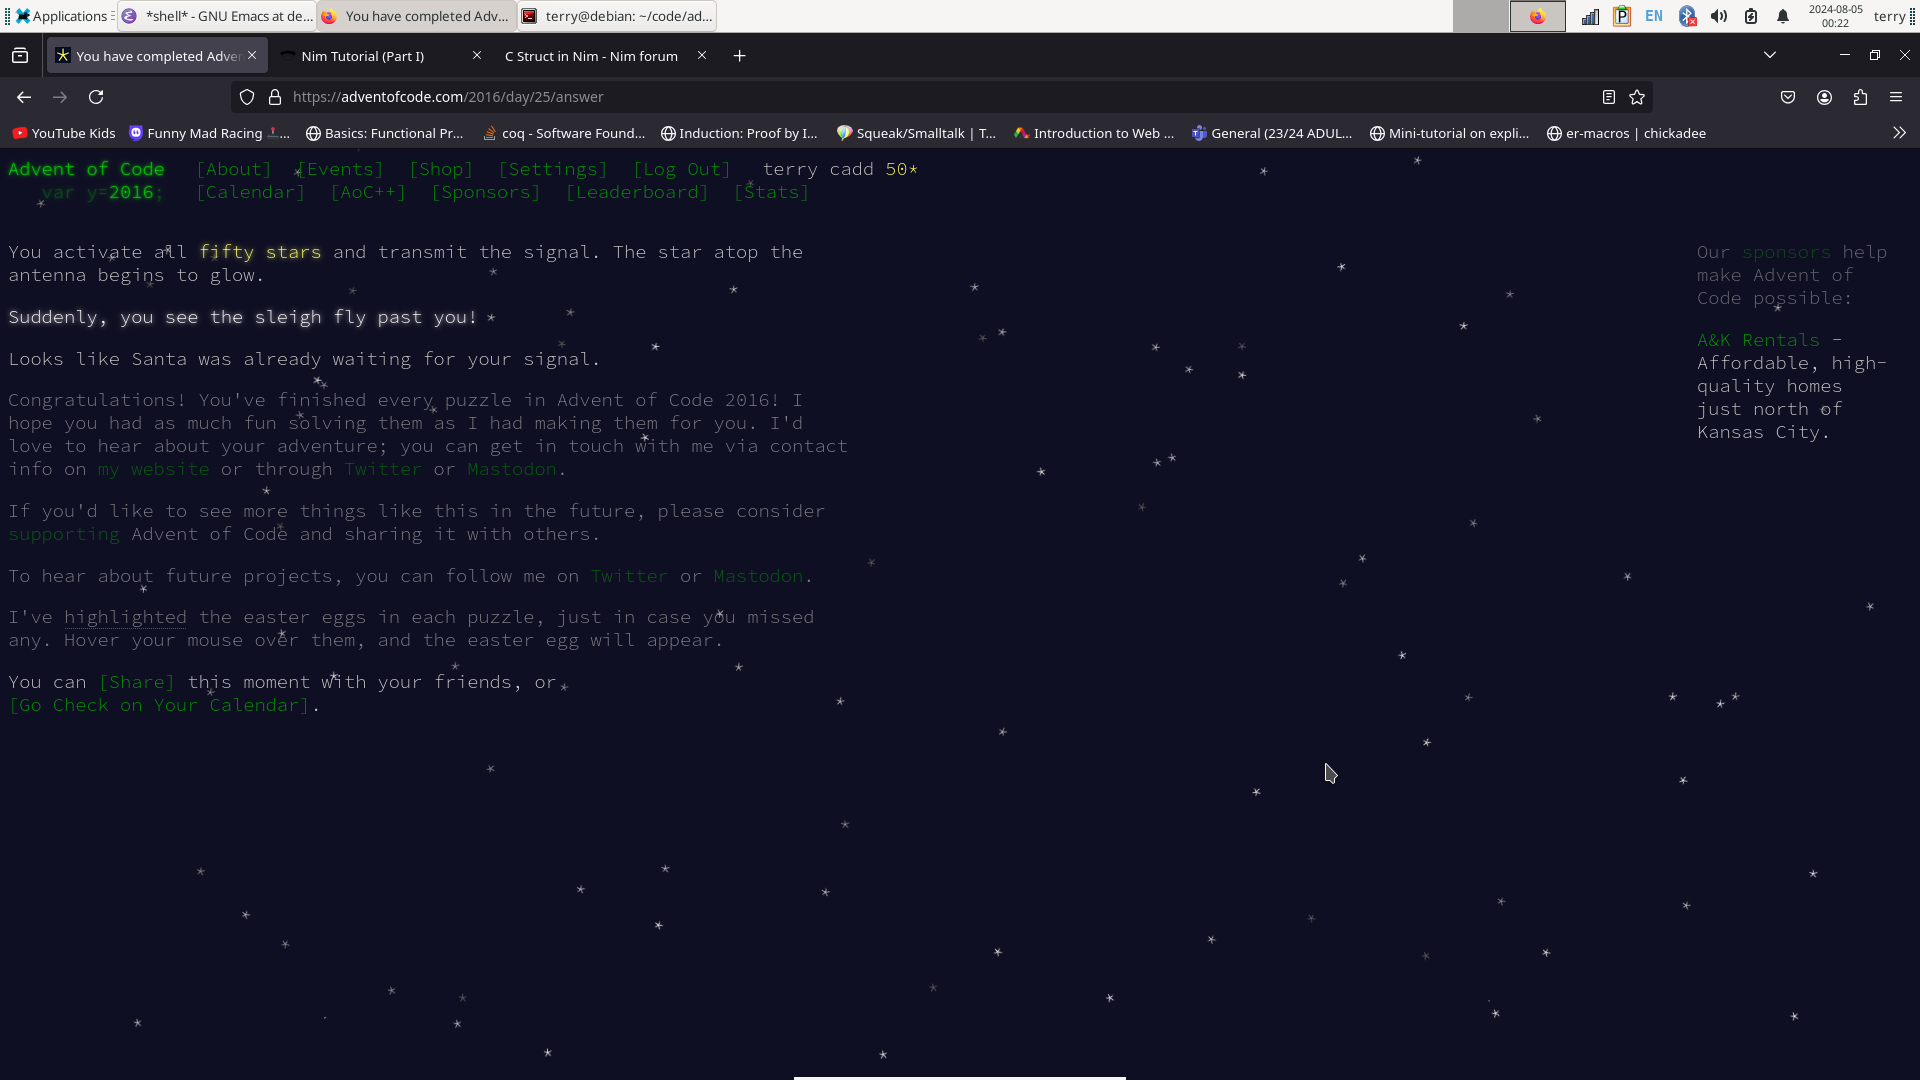 Applications
*shell* - GNU Emacs at de...
You have completed Adv...
terry@debian: ~/code/ad...
EN
2024-08-05
00:22
terry
You have completed Adve
Nim Tutorial (Part I)
C Struct in Nim - Nim forum
https://adventofcode.com/2016/day/25/answer
YouTube Kids
Funny Mad Racing 🕹️...
Basics: Functional Pr...
coq - Software Found...
Induction: Proof by I...
Squeak/Smalltalk | T...
Introduction to Web ...
General (23/24 ADUL...
Mini-tutorial on expli...
er-macros | chickadee
Advent of Code [About] [Events] [Shop] [Settings] [Log Out] terry cadd 50*
var y=2016; [Calendar] [AoC++] [Sponsors] [Leaderboard] [Stats]
You activate all fifty stars and transmit the signal. The star atop the
antenna begins to glow.
Suddenly, you see the sleigh fly past you!
Looks like Santa was already waiting for your signal.
Congratulations! You've finished every puzzle in Advent of Code 2016! I
hope you had as much fun solving them as I had making them for you. I'd
love to hear about your adventure; you can get in touch with me via contact
info on my website or through Twitter or Mastodon.
If you'd like to see more things like this in the future, please consider
supporting Advent of Code and sharing it with others.
To hear about future projects, you can follow me on Twitter or Mastodon.
I've highlighted the easter eggs in each puzzle, just in case you missed
any. Hover your mouse over them, and the easter egg will appear.
You can [Share] this moment with your friends, or
[Go Check on Your Calendar].
Our sponsors help
make Advent of
Code possible:
A&K Rentals -
Affordable, high-
quality homes
just north of
Kansas City.